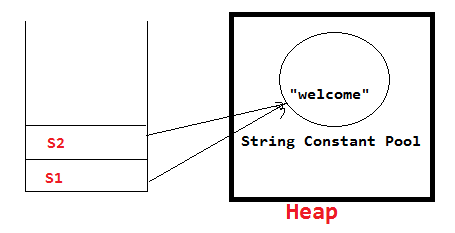 "welcome"
S2
String Constant Pool
S1
Heap